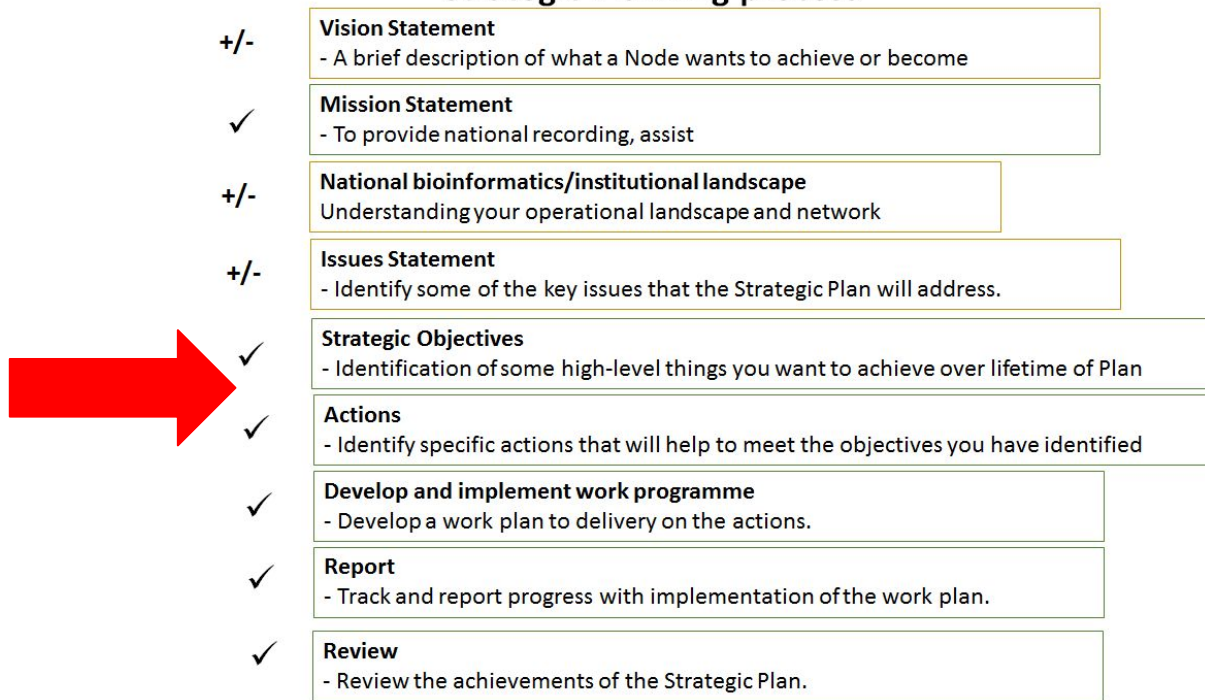 +/-
Vision Statement
- A brief description of what a Node wants to achieve or become
✓
Mission Statement
- To provide national recording, assist
+/-
National bioinformatics/institutional landscape
Understanding your operational landscape and network
+/-
Issues Statement
- Identify some of the key issues that the Strategic Plan will address.
✓
Strategic Objectives
- Identification of some high-level things you want to achieve over lifetime of Plan
✓
Actions
- Identify specific actions that will help to meet the objectives you have identified
✓
Develop and implement work programme
- Develop a work plan to delivery on the actions.
✓
Report
- Track and report progress with implementation of the work plan.
✓
Review
- Review the achievements of the Strategic Plan.